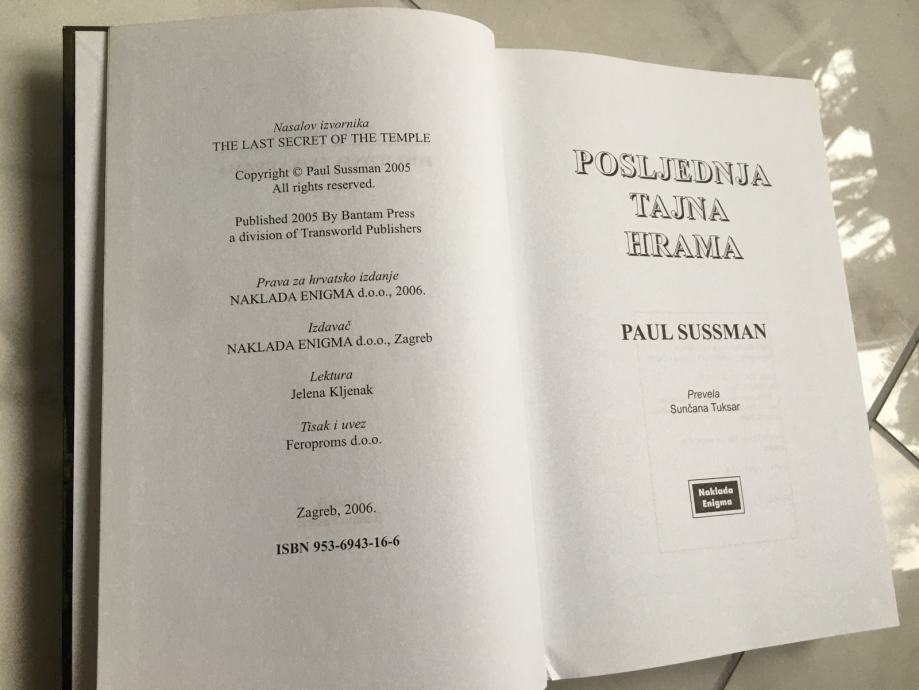 Nasalov izvornika
THE LAST SECRET OF THE TEMPLE
Copyright © Paul Sussman 2005
All rights reserved.
Published 2005 By Bantam Press
a division of Transworld Publishers
Prava za hrvatsko izdanje
NAKLADA ENIGMA d.o.o., 2006.
Izdavač
NAKLADA ENIGMA d.o.o., Zagreb
Lektura
Jelena Kljenak
Tisak i uvez
Feroproms d.o.o.
Zagreb, 2006.
ISBN 953-6943-16-6
POSLJEDNJA
TAJNA
HRAMA
PAUL SUSSMAN
Prevela
Sunčana Tuksar
Naklada
Enigma